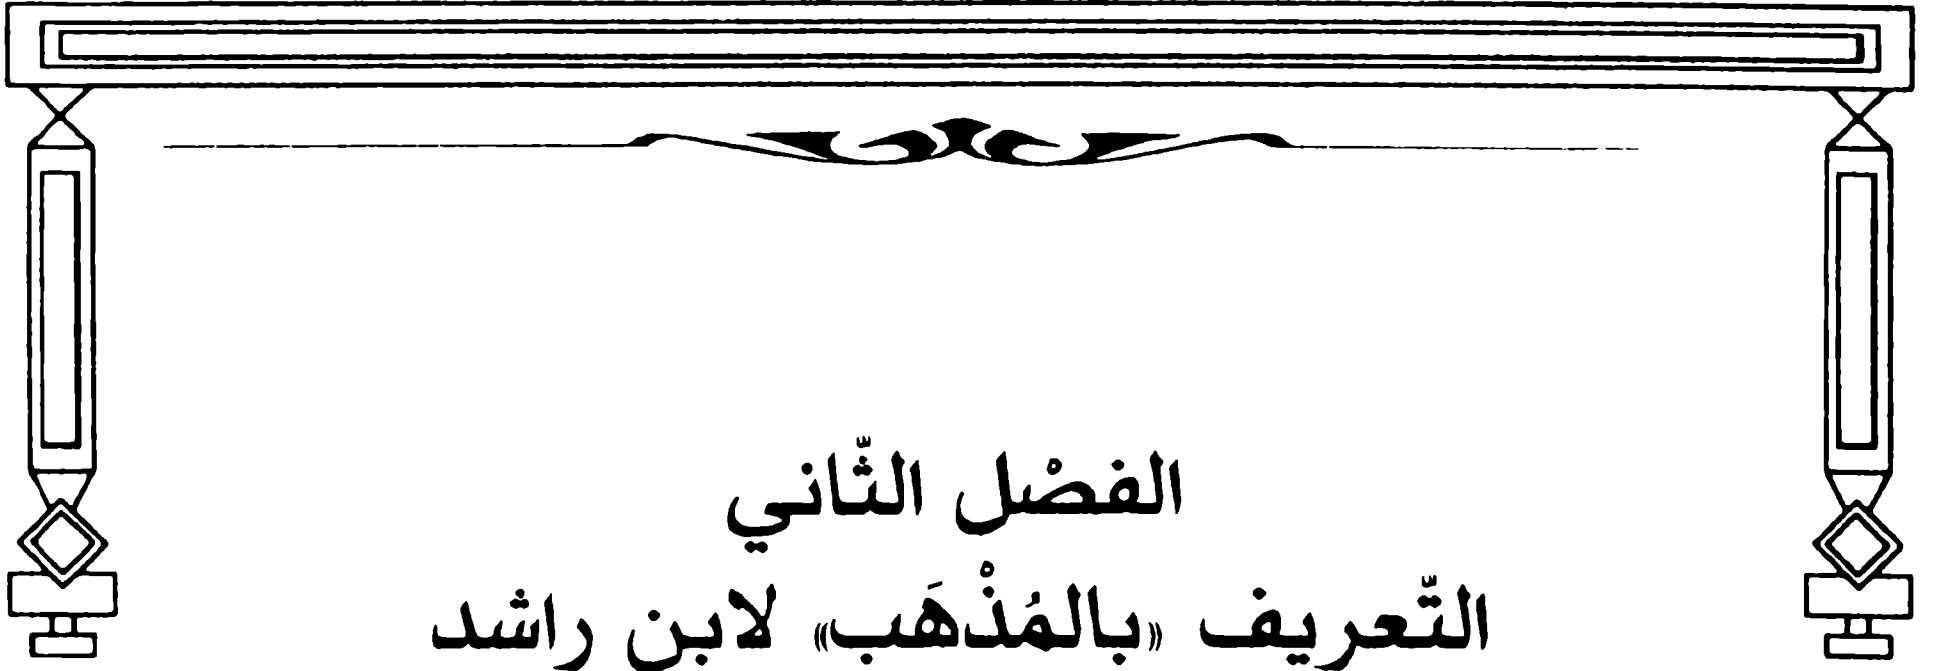 الفصْل الثّاني
التّعريف «بالمُذْهَب» لابن راشد